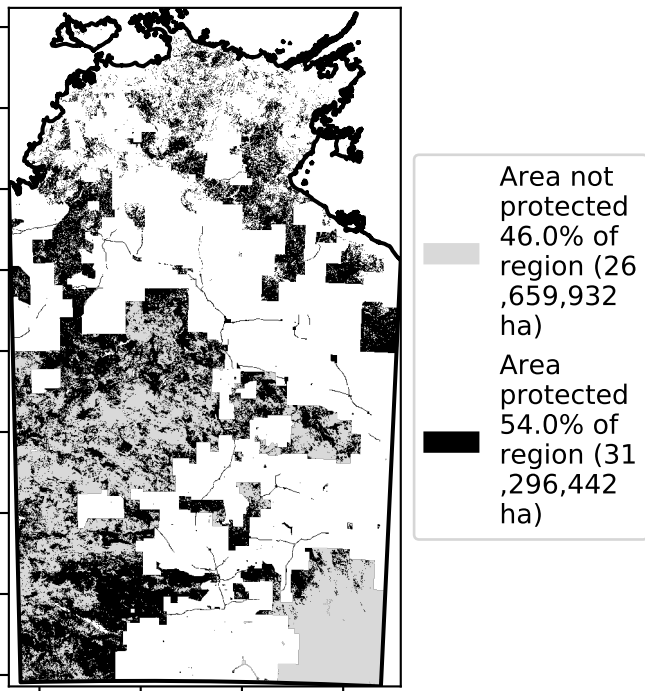 Area not
protected
46.0% of
region (26
,659,932
ha)
Area
protected
54.0% of
region (31
,296,442
ha)